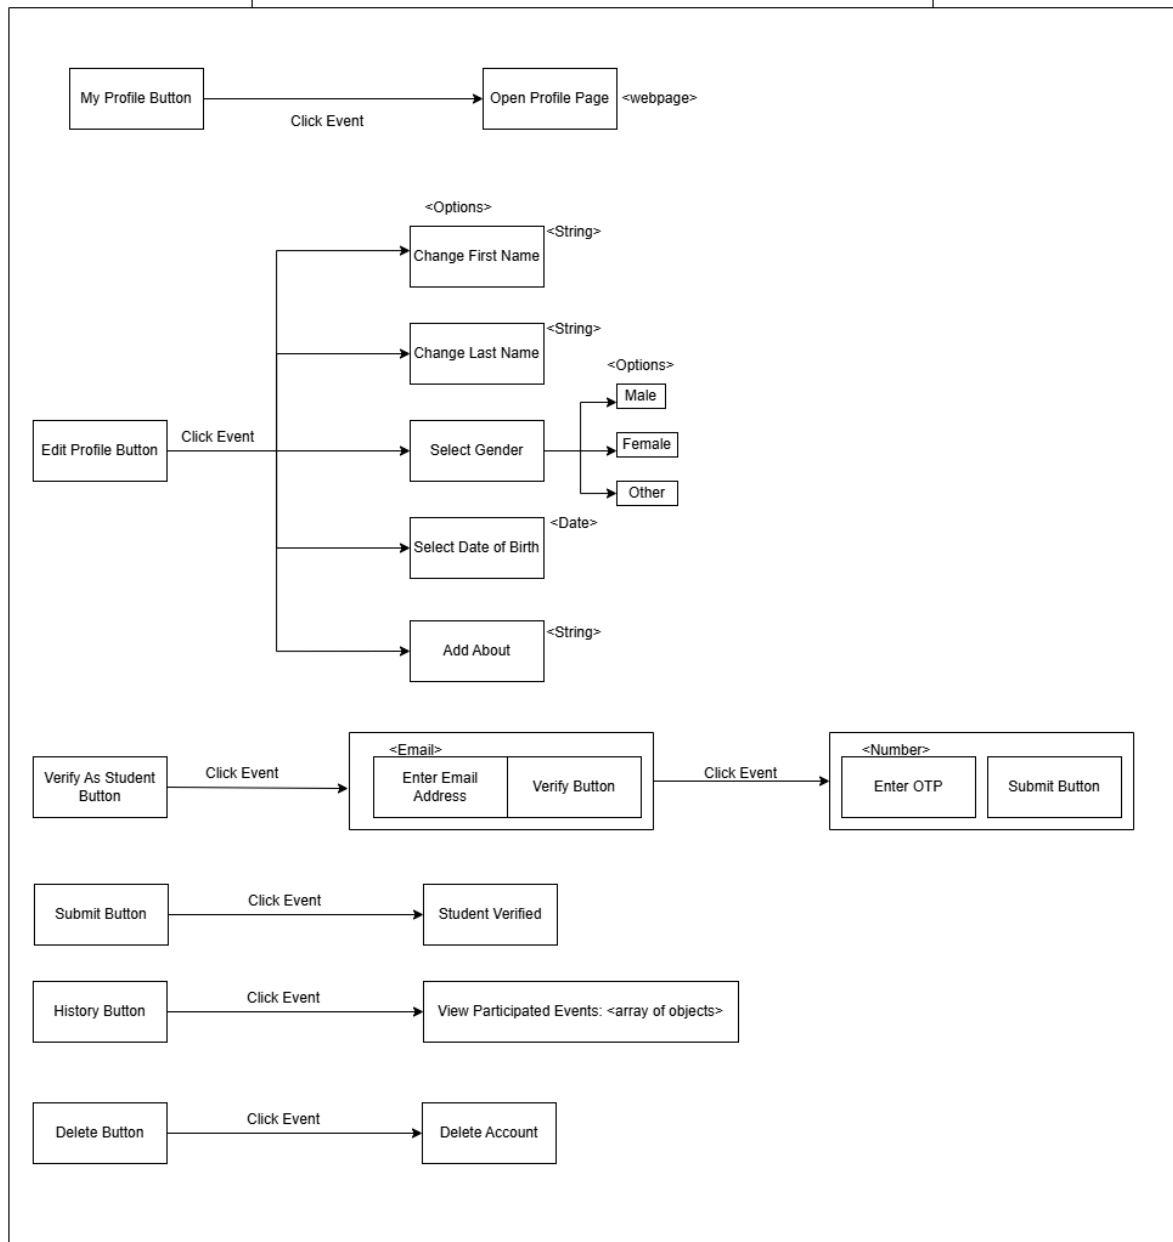 My Profile Button
Click Event
Open Profile Page
<webpage>
<Options>
Change First Name
<String>
Change Last Name
<String>
Edit Profile Button
Click Event
Select Gender
<Options>
Male
Female
Other
Select Date of Birth
<Date>
Add About
<String>
Verify As Student
Button
Click Event
<Email>
Enter Email
Address
Verify Button
Click Event
<Number>
Enter OTP
Submit Button
Submit Button
Click Event
Student Verified
History Button
Click Event
View Participated Events: <array of objects>
Delete Button
Click Event
Delete Account